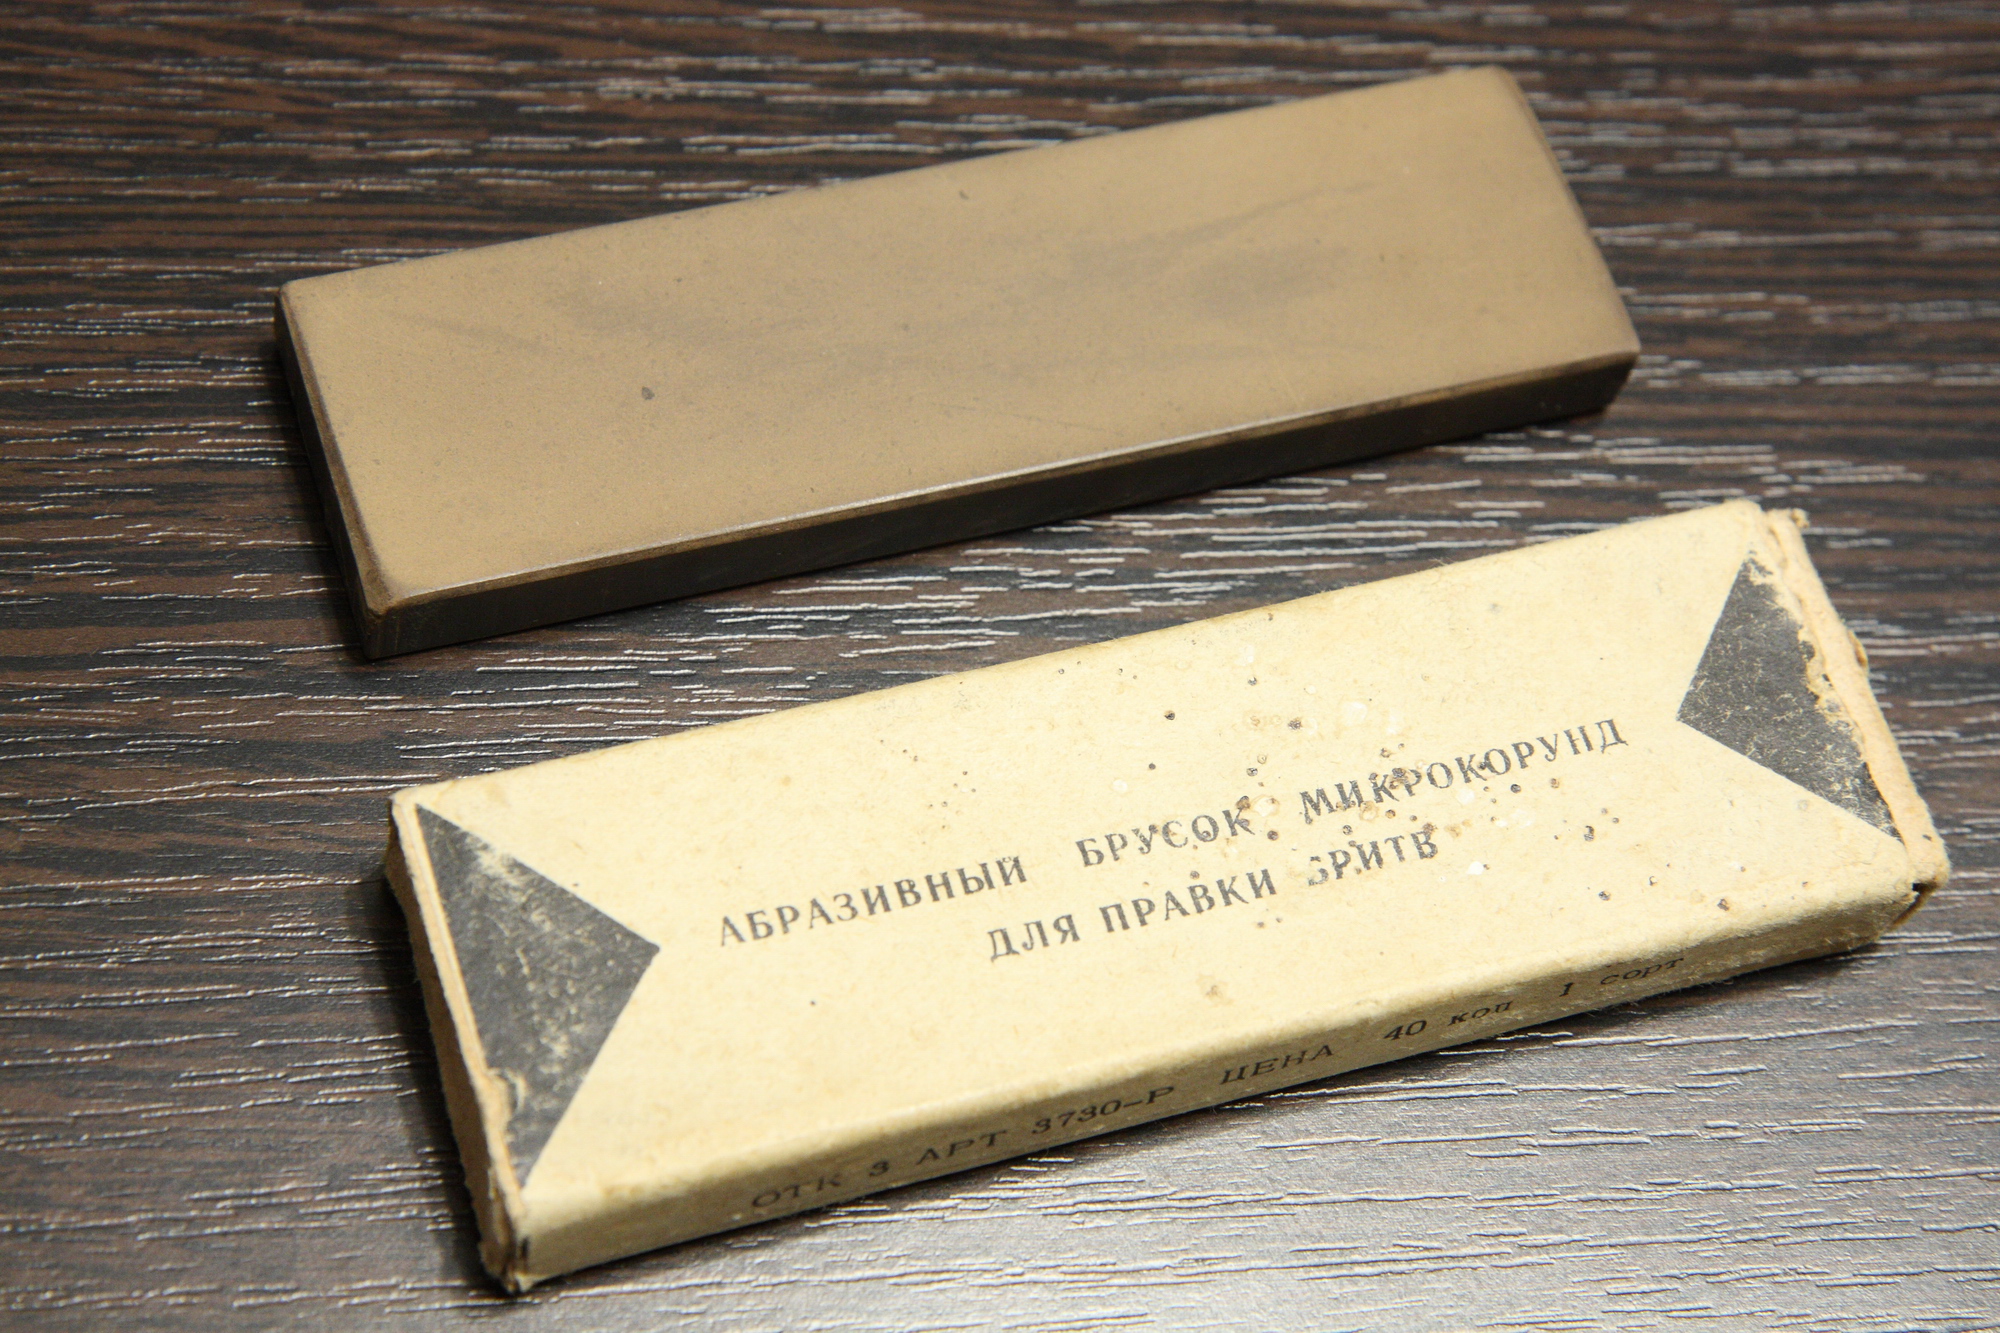 АБРАЗИВНЫЙ БРУСОК МИКРОКОРУНД
ДЛЯ ПРАВКИ БРИТВ
ОТК 3 АРТ 3730-Р ЦЕНА 40 коп 1 сорт